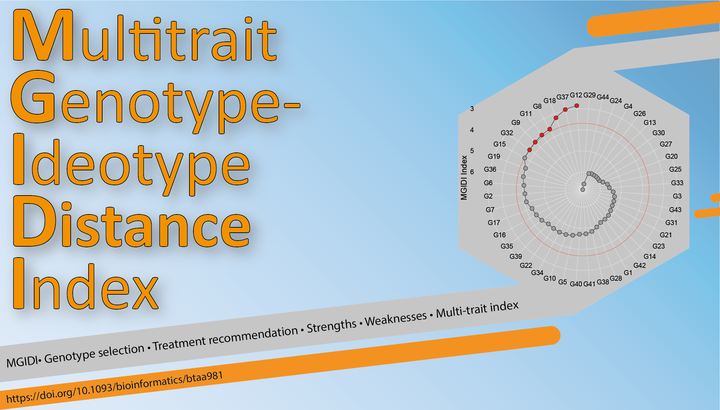 Multitrait
Genotype-
Ideotype
Distance
Index
MGIDI• Genotype selection • Treatment recommendation • Strengths • Weaknesses • Multi-trait index
https://doi.org/10.1093/bioinformatics/btaa981
MGIDI Index
3
4
5
6
G12
G29
G44
G24
G4
G26
G13
G30
G27
G20
G25
G33
G3
G43
G31
G21
G23
G14
G42
G1
G28
G38
G41
G40
G5
G10
G34
G22
G39
G35
G16
G17
G7
G2
G6
G36
G19
G15
G32
G9
G11
G8
G18
G37